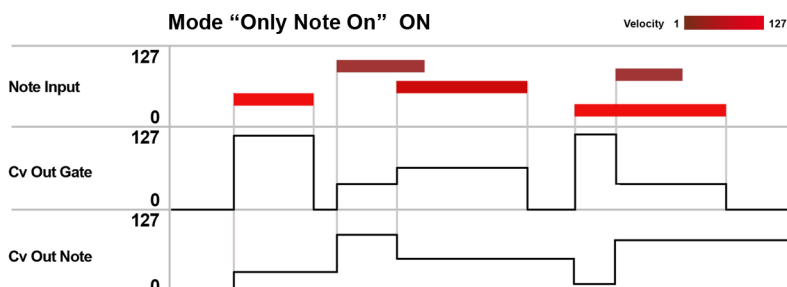 Mode “Only Note On” ON
Velocity 1 127
127
Note Input
0
127
Cv Out Gate
0
127
Cv Out Note
0